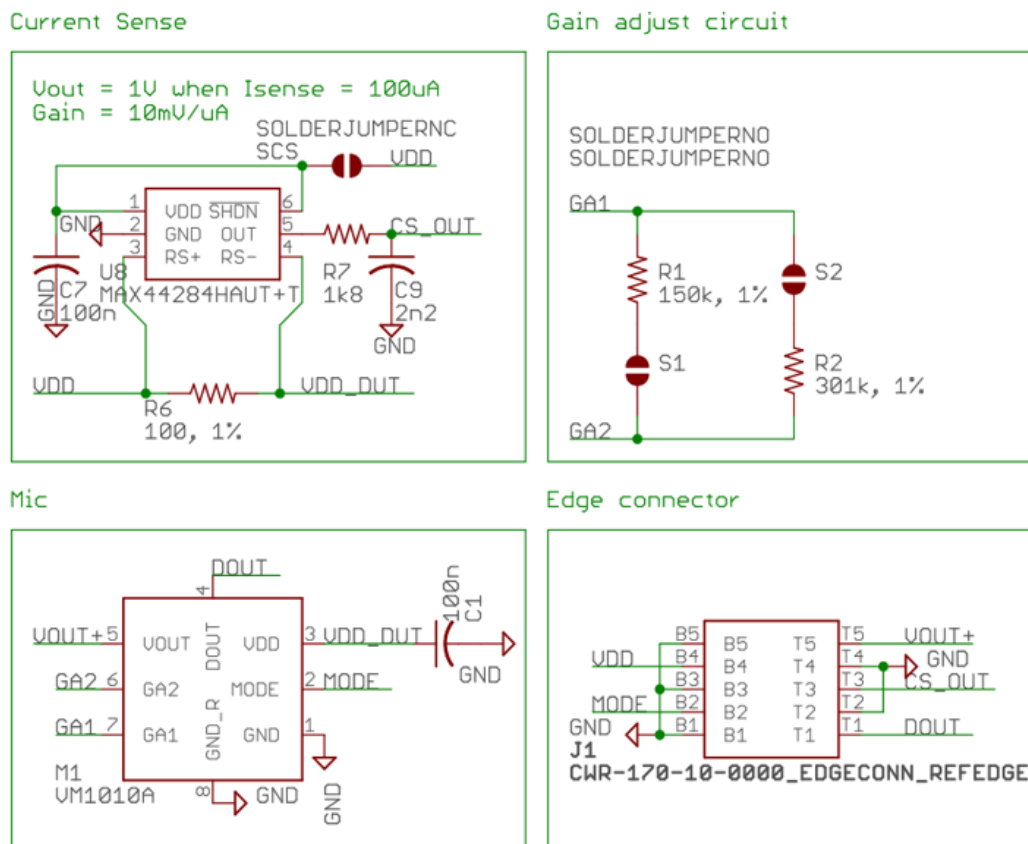 Current Sense
Vout = 1V when Isense = 100uA
Gain = 10mV/uA
SOLDERJUMPERNC
SCS
VDD
1 VDD SHDN 6
GND 2 GND OUT 5 CS_OUT
3 RS+ RS- 4
U8
MAX44284HAUT+T
C7
100n
GND
R7
1k8
C9
2n2
GND
VDD
VDD_DUT
R6
100, 1%
Gain adjust circuit
SOLDERJUMPERNO
SOLDERJUMPERNO
GA1
R1
150k, 1%
S2
S1
R2
301k, 1%
GA2
Mic
DOUT
4
VOUT+ 5 VOUT DOUT VDD 3 VDD_DUT
100n
C1
GND
GA2 6 GA2 MODE 2 MODE
GA1 7 GA1 GND_R GND 1
M1
VM1010A
8 GND
GND
Edge connector
B5 B5 T5 T5 VOUT+
VDD B4 B4 T4 T4 GND
B3 B3 T3 T3 CS_OUT
MODE B2 B2 T2 T2
GND B1 B1 T1 T1 DOUT
J1
CWR-170-10-0000_EDGECONN_REFEDGE